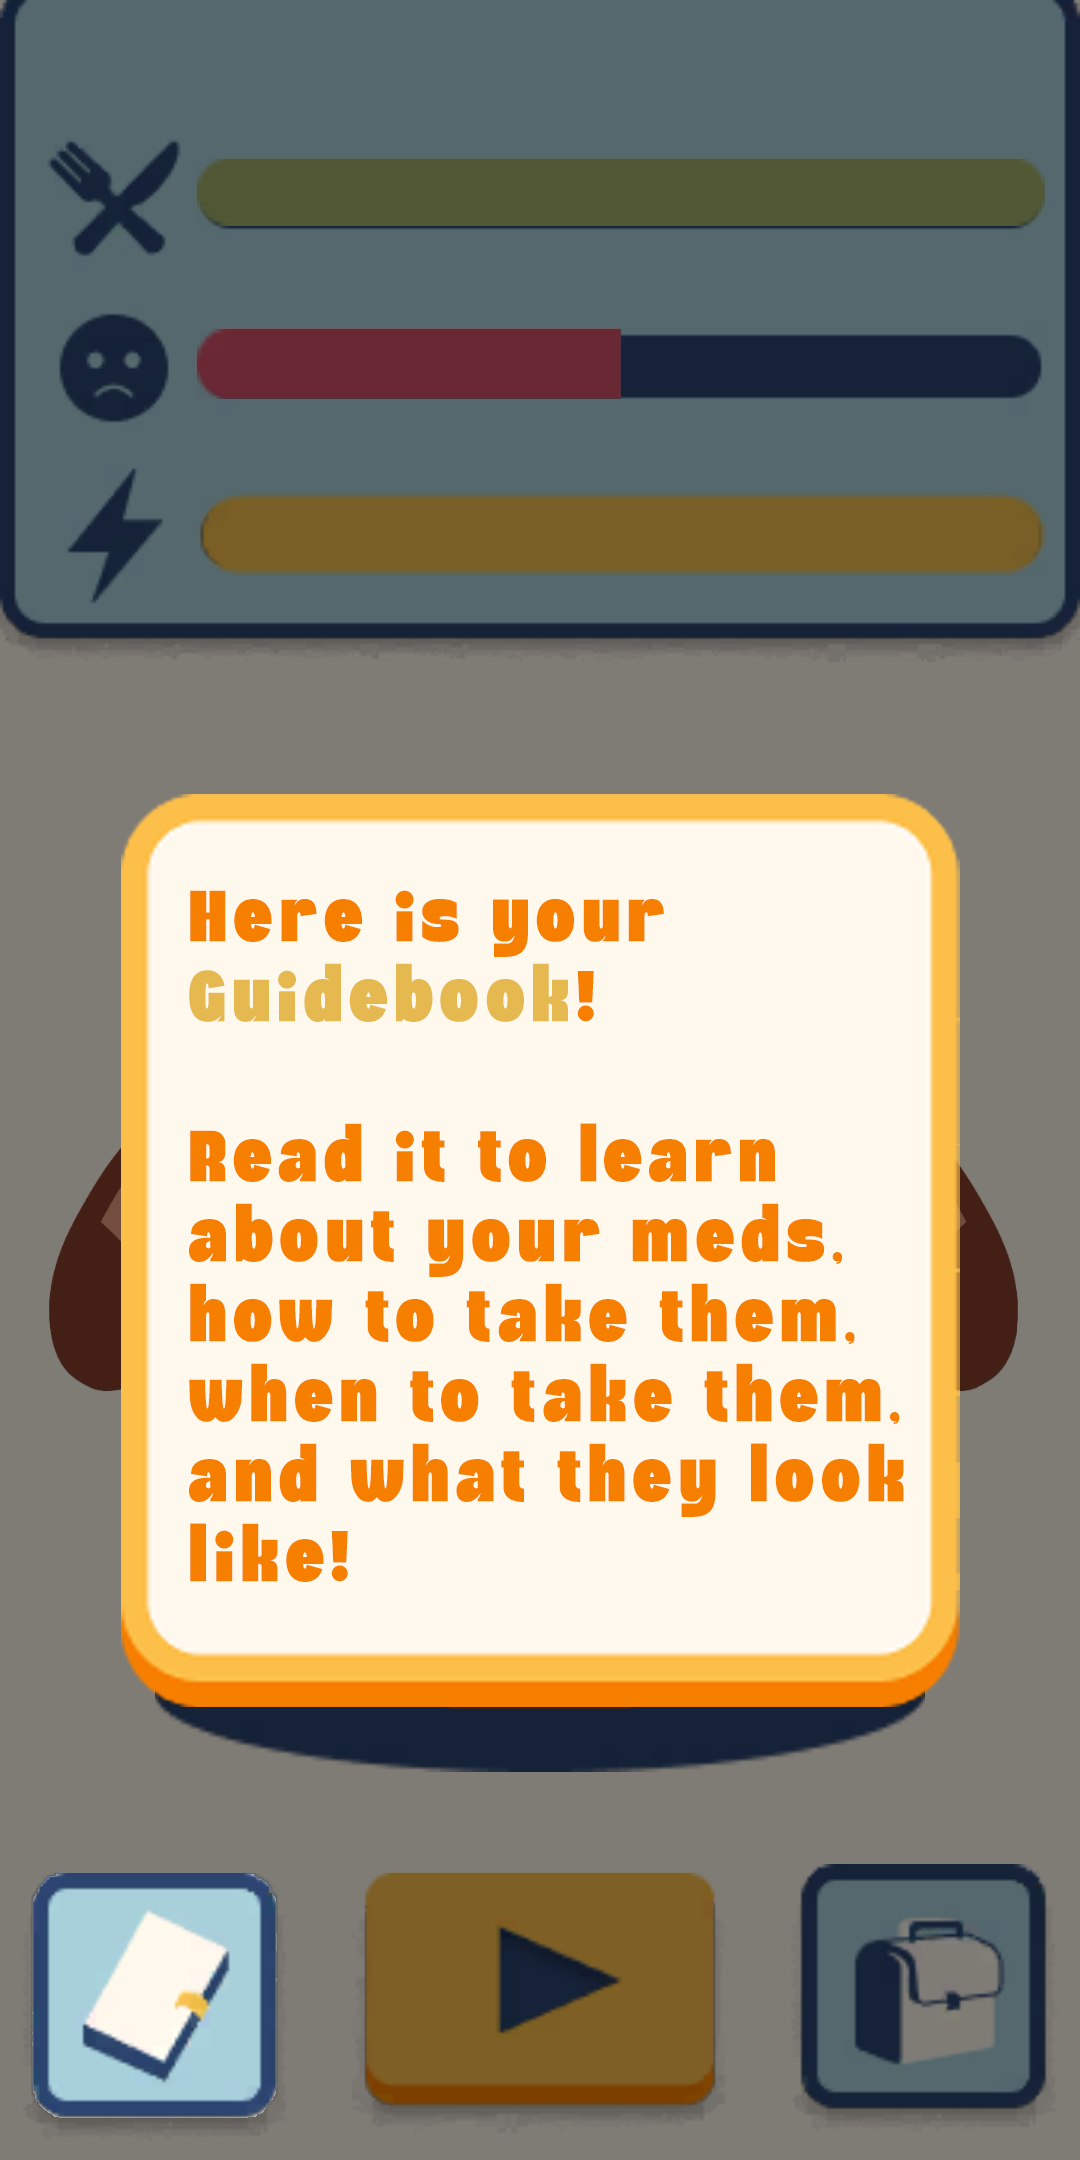 Here is your
Guidebook!
Read it to learn
about your meds,
how to take them,
when to take them,
and what they look
like!